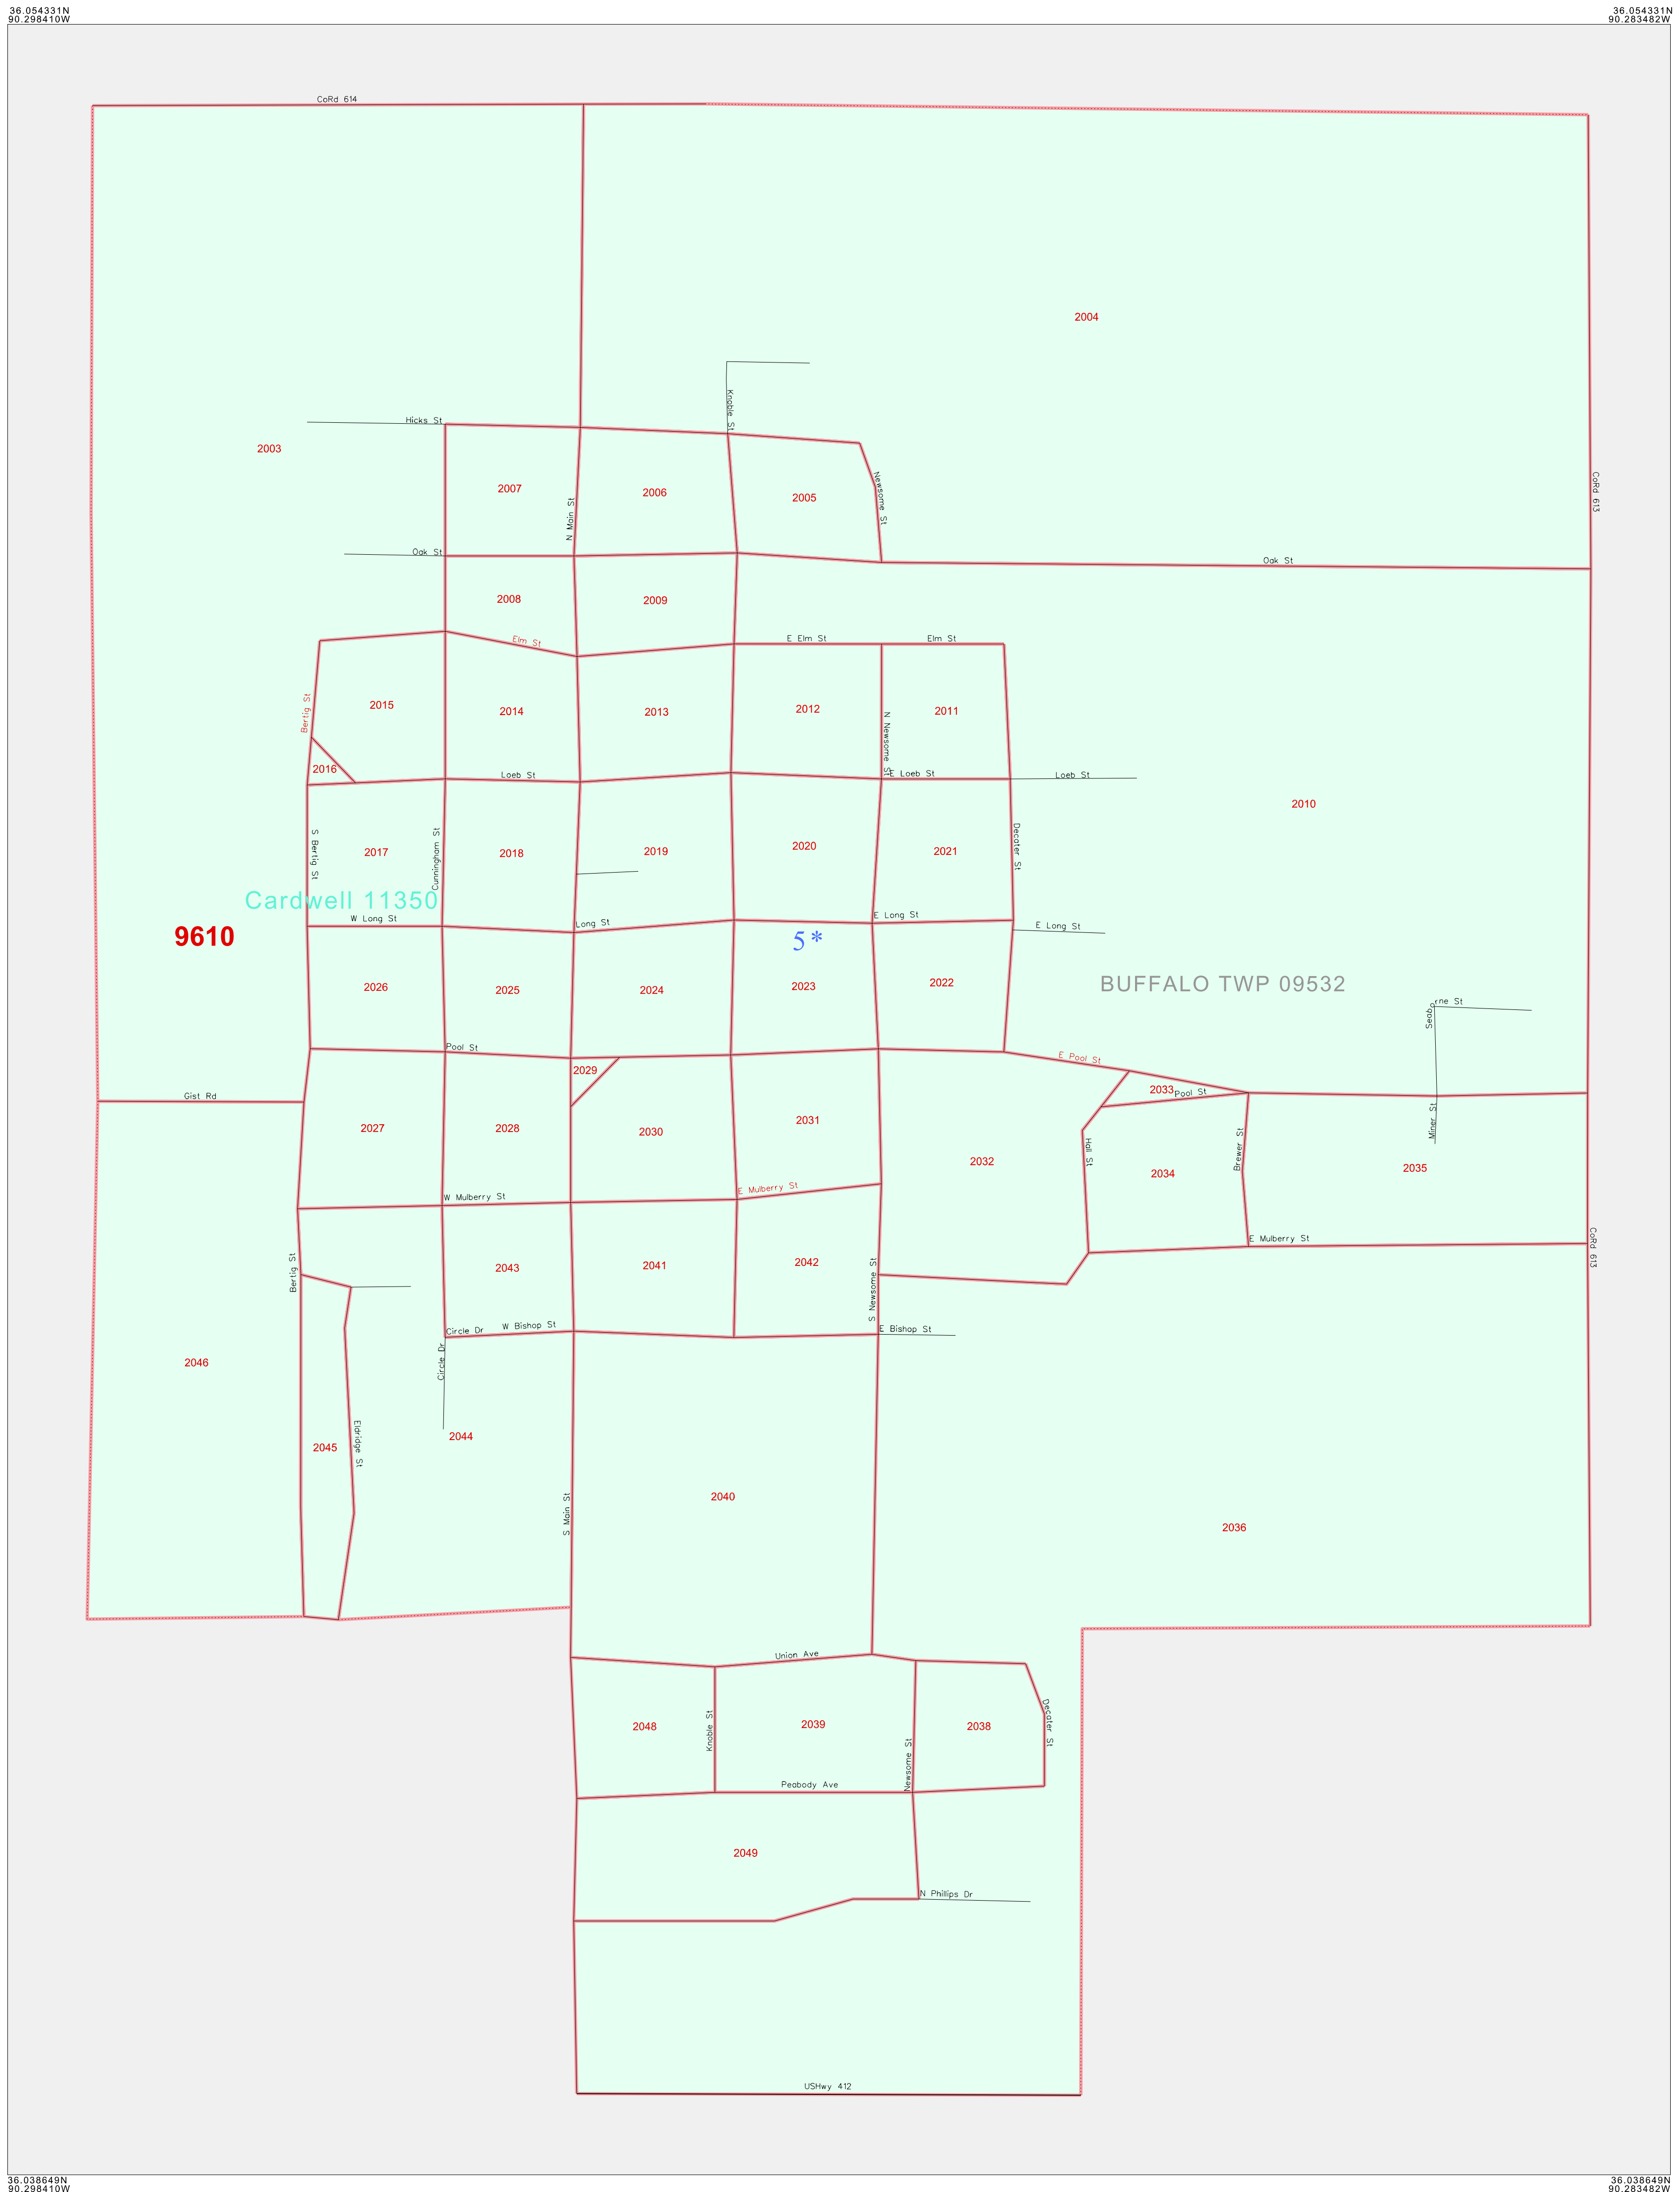 36.054331N
90.298410W
36.054331N
90.283482W
CoRd 614
2004
Knoble St
Hicks St
2003
2007
N Main St
2006
2005
Newsome St
CoRd 613
Oak St
Oak St
2008
2009
Elm St
E Elm St
Elm St
Bertig St
2015
2014
2013
2012
N Newsome St
2011
2016
Loeb St
E Loeb St
Loeb St
2010
S Bertig St
2017
Cunningham St
2018
2019
2020
2021
Decater St
Cardwell 11350
W Long St
Long St
E Long St
E Long St
9610
5*
BUFFALO TWP 09532
2026
2025
2024
2023
2022
Seaborne St
Pool St
E Pool St
2029
2033
Pool St
Gist Rd
2027
2028
2030
2031
2032
Hall St
2034
Brewer St
2035
Miner St
W Mulberry St
E Mulberry St
E Mulberry St
CoRd 613
Bertig St
2043
2041
2042
S Newsome St
Circle Dr
W Bishop St
E Bishop St
Circle Dr
2046
2045
Eldridge St
2044
S Main St
2040
2036
Union Ave
2048
Knoble St
2039
Newsome St
2038
Decater St
Peabody Ave
2049
N Phillips Dr
USHwy 412
36.038649N
90.298410W
36.038649N
90.283482W